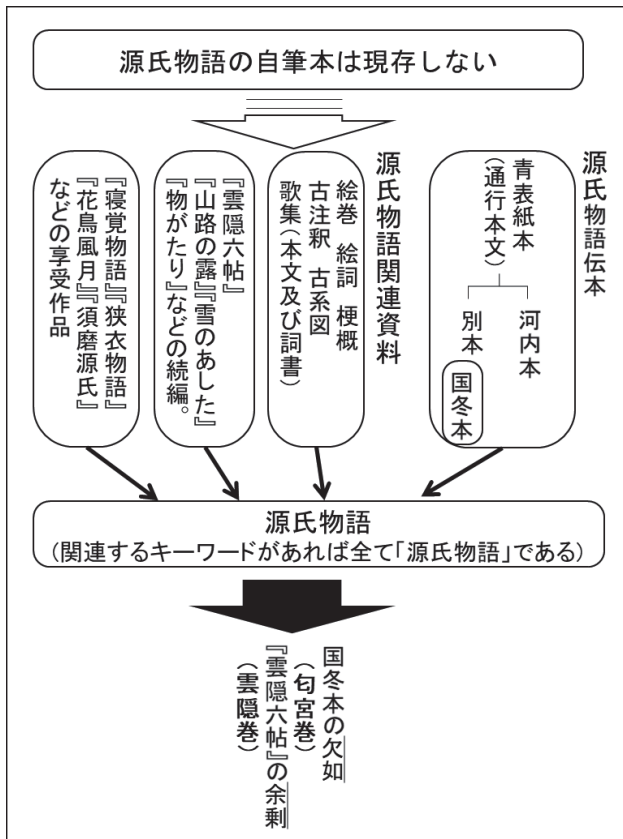 源氏物語の自筆本は現存しない
源氏物語伝本
青表紙本
(通行本文)
河内本
別本
国冬本
源氏物語関連資料
絵巻 絵詞 梗概
古注釈 古系図
歌集(本文及び詞書)
『雲隠六帖』
『山路の露』『雪のあした』
『物がたり』などの続編。
『寝覚物語』『狭衣物語』
『花鳥風月』『須磨源氏』
などの享受作品
源氏物語
(関連するキーワードがあれば全て「源氏物語」である)
国冬本の欠如
(匂宮巻)
『雲隠六帖』の余剰
(雲隠巻)